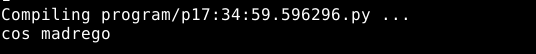 Compiling program/p17:34:59.596296.py ...
cos madrego